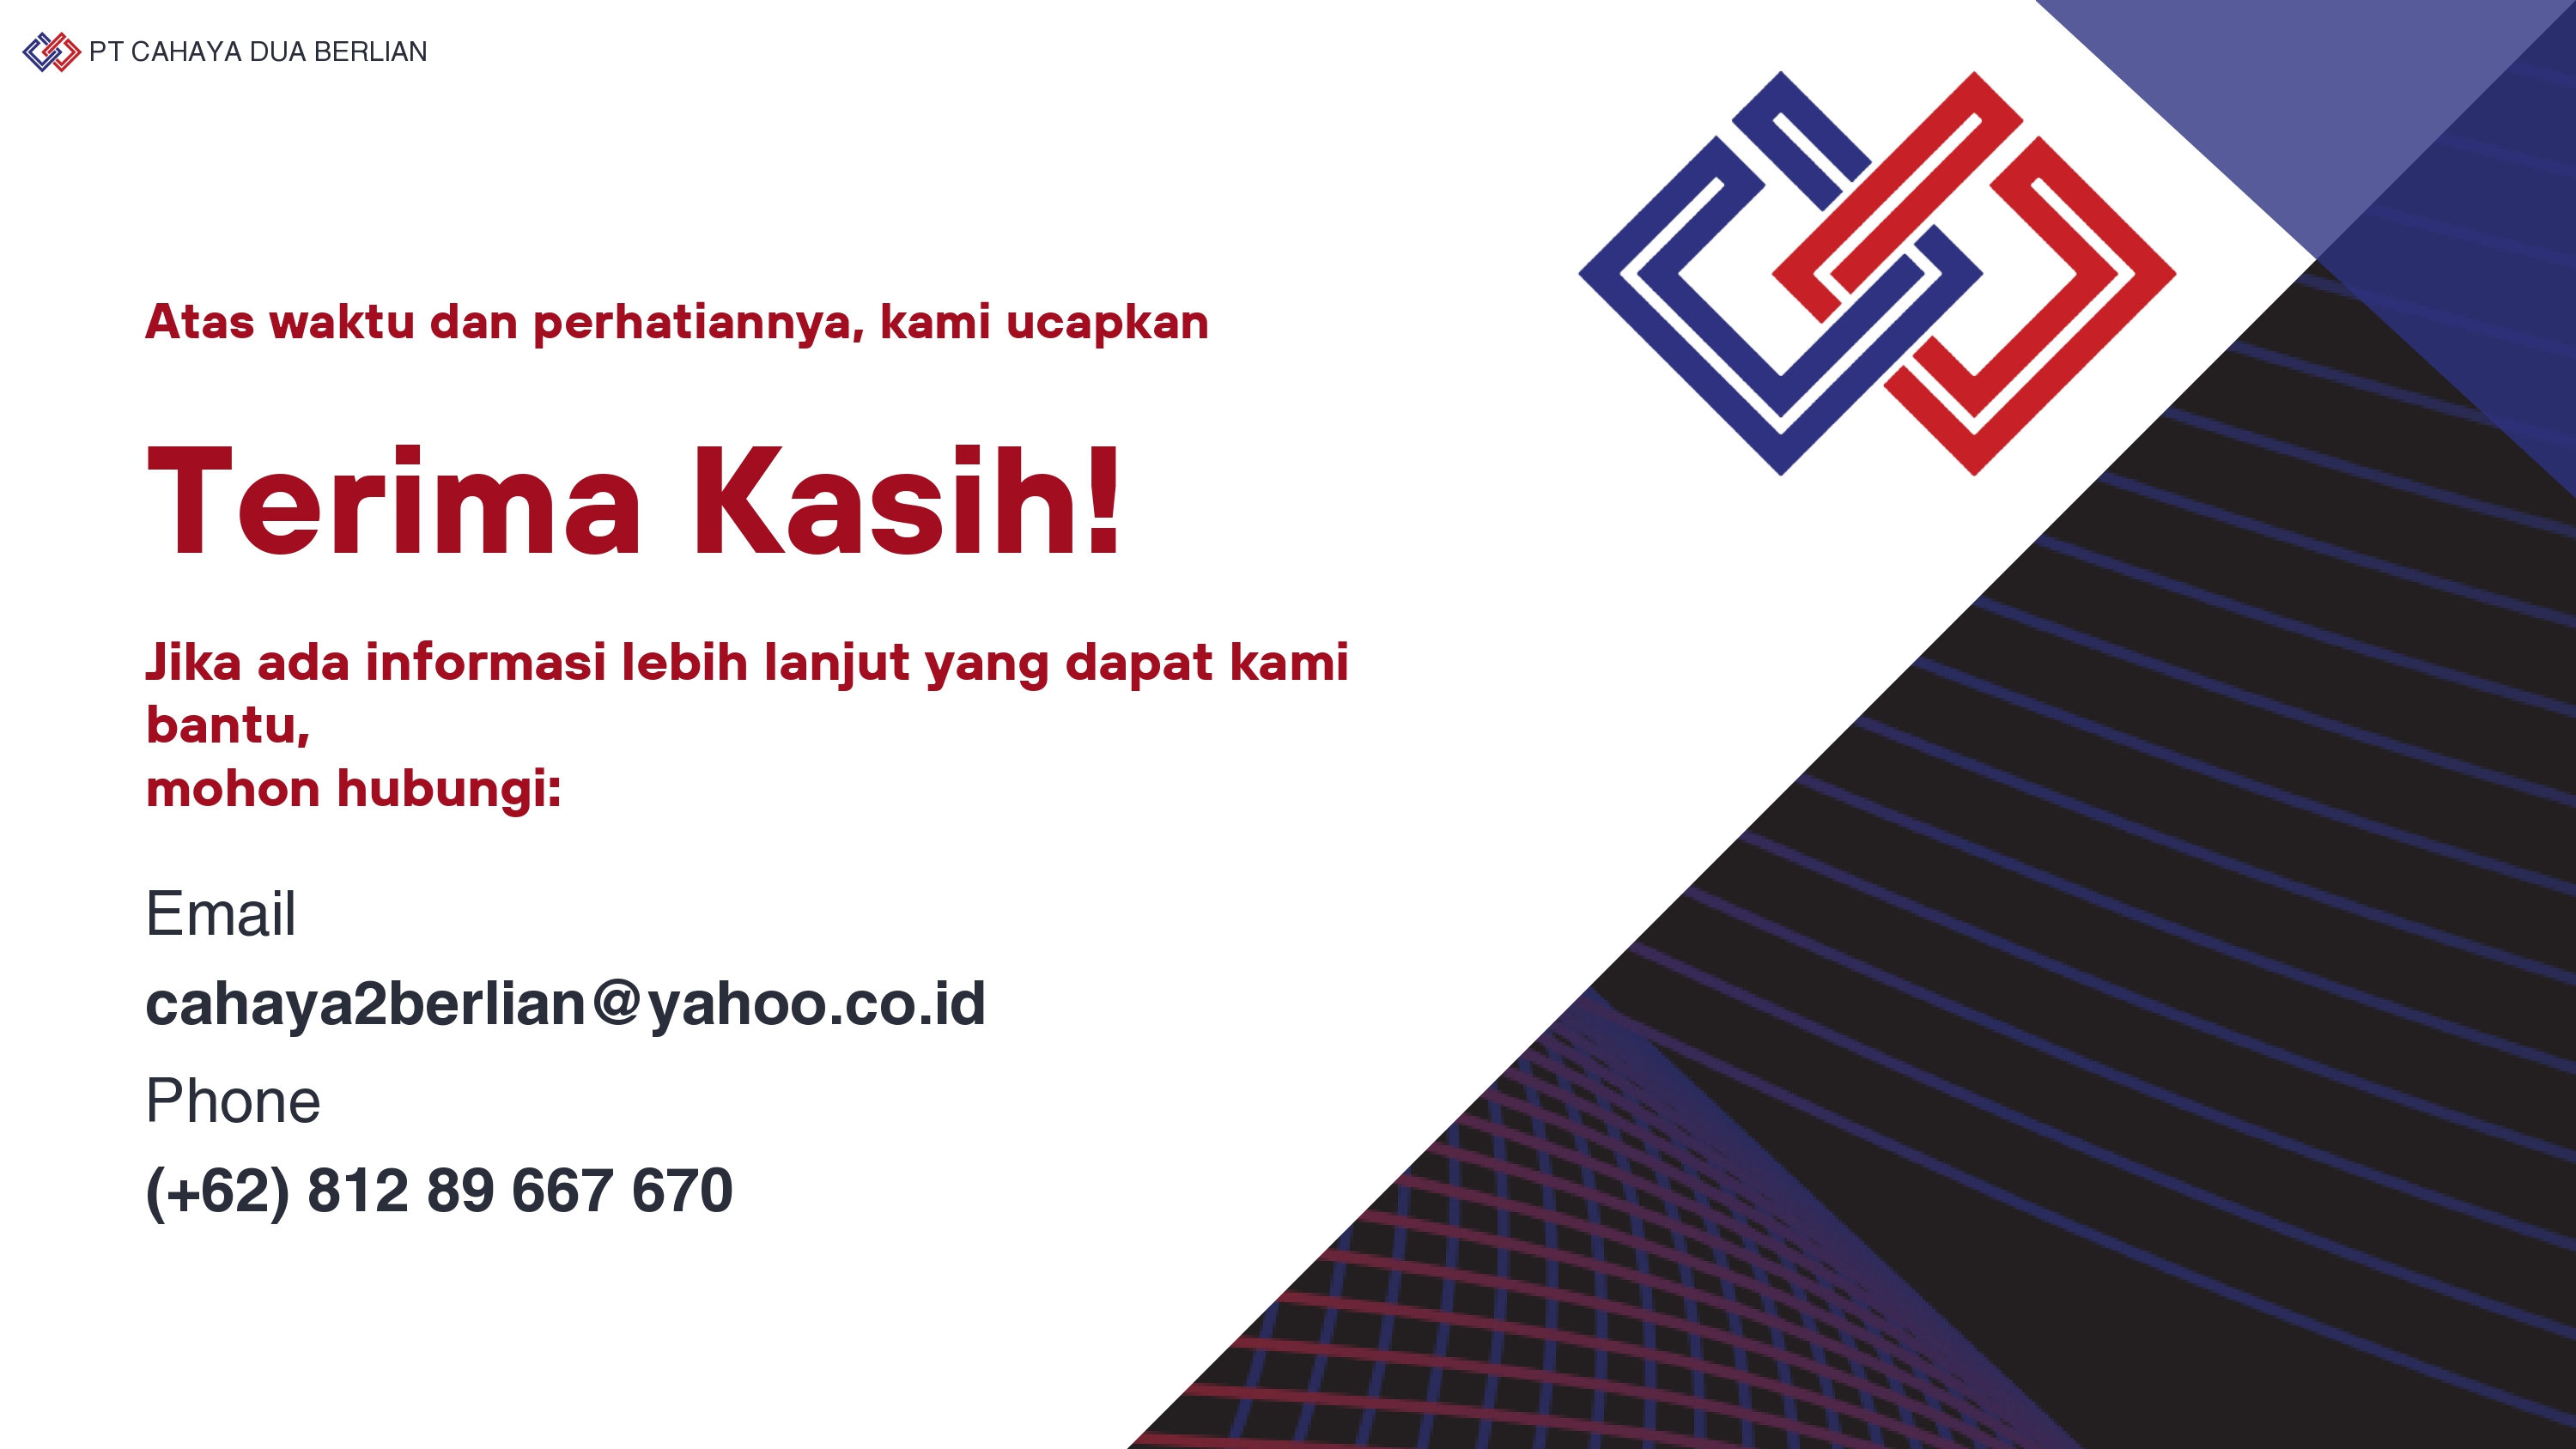 PT CAHAYA DUA BERLIAN
Atas waktu dan perhatiannya, kami ucapkan
Terima Kasih!
Jika ada informasi lebih lanjut yang dapat kami
bantu,
mohon hubungi:
Email
cahaya2berlian@yahoo.co.id
Phone
(+62) 812 89 667 670